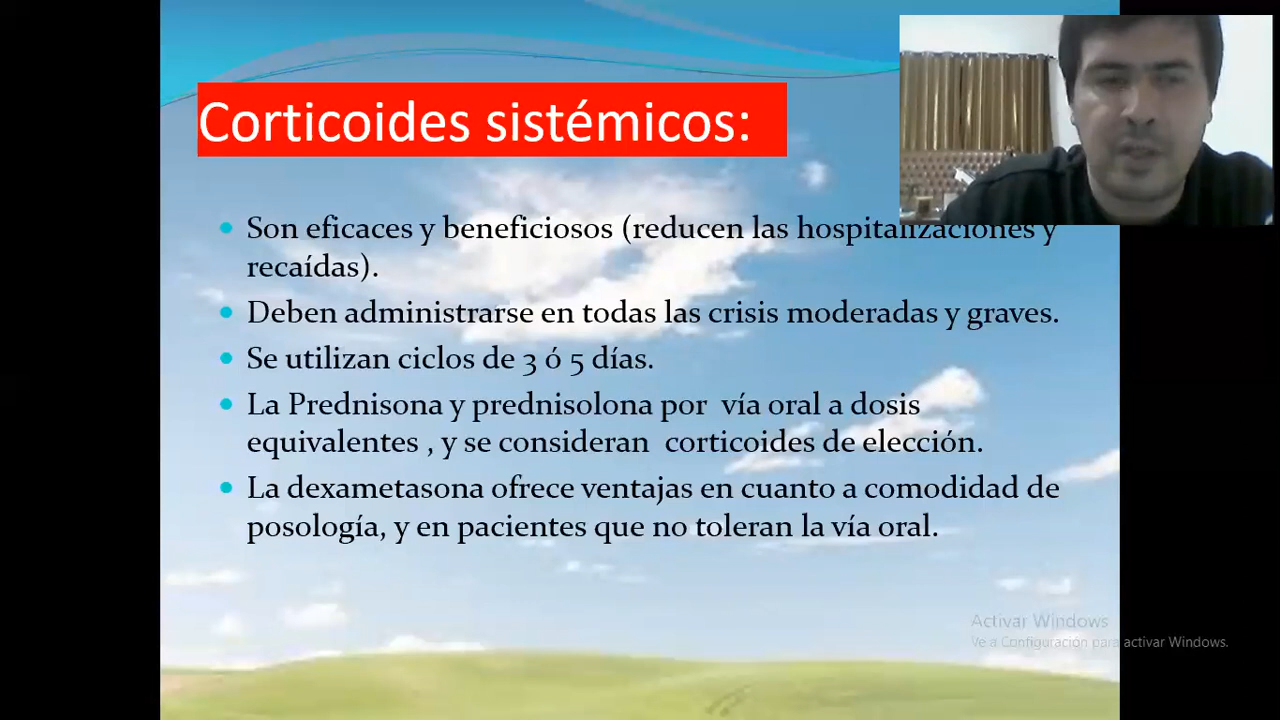 Corticoides sistémicos:
Son eficaces y beneficiosos (reducen las hospitalizaciones y
recaídas).
Deben administrarse en todas las crisis moderadas y graves.
Se utilizan ciclos de 3 ó 5 días.
La Prednisona y prednisolona por vía oral a dosis
equivalentes , y se consideran corticoides de elección.
La dexametasona ofrece ventajas en cuanto a comodidad de
posología, y en pacientes que no toleran la vía oral.
Activar Windows
Ve a Configuración para activar Windows.